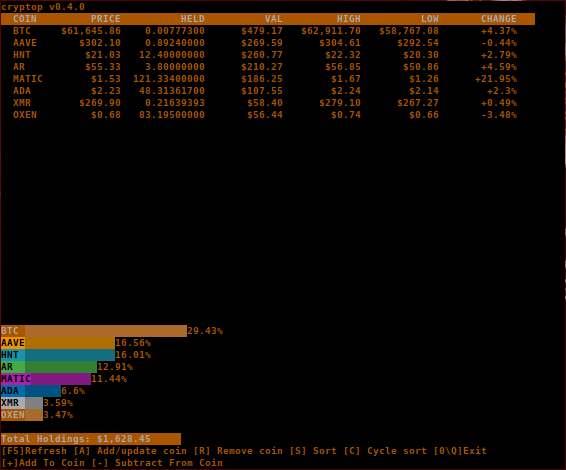 cryptop v0.4.0
COIN PRICE HELD VAL HIGH LOW CHANGE
BTC $61,645.86 0.00777300 $479.17 $62,911.70 $58,767.08 +4.37%
AAVE $302.10 0.89240000 $269.59 $304.61 $292.54 -0.44%
HNT $21.03 12.40000000 $260.77 $22.32 $20.30 +2.79%
AR $55.33 3.80000000 $210.27 $56.85 $50.86 +4.59%
MATIC $1.53 121.33400000 $186.25 $1.67 $1.26 +21.95%
ADA $2.23 48.31361700 $107.55 $2.24 $2.14 +2.3%
XMR $269.90 0.21639393 $58.40 $279.10 $267.27 +0.49%
OXEN $0.68 83.19500000 $56.44 $0.74 $0.66 -3.48%
BTC 29.43%
AAVE 16.56%
HNT 16.01%
AR 12.91%
MATIC 11.44%
ADA 6.6%
XMR 3.59%
OXEN 3.47%
Total Holdings: $1,628.45
[F5]Refresh [A] Add/update coin [R] Remove coin [S] Sort [C] Cycle sort [0\Q]Exit
[+]Add To Coin [-] Subtract From Coin